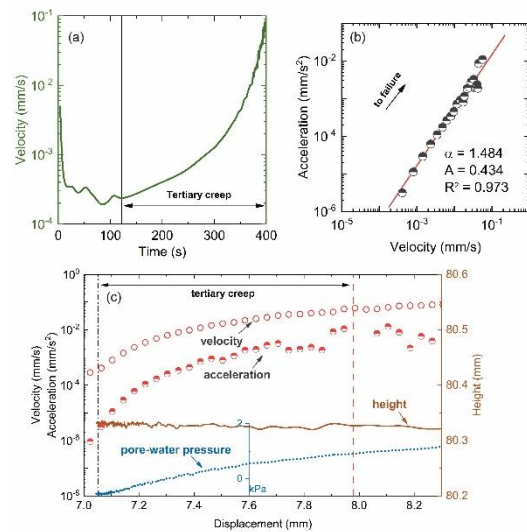 (a)
Velocity (mm/s)
10⁻¹
10⁻²
10⁻³
10⁻⁴
Tertiary creep
0 100 200 300 400
Time (s)
(b)
Acceleration (mm/s²)
10⁰
10⁻²
10⁻⁴
10⁻⁶
to failure
α = 1.484
A = 0.434
R² = 0.973
10⁻⁵ 10⁻³ 10⁻¹
Velocity (mm/s)
(c)
tertiary creep
Velocity (mm/s)
Acceleration (mm/s²)
10⁰
10⁻²
10⁻⁴
10⁻⁶
10⁻⁸
velocity
acceleration
height
pore-water pressure
2
0
kPa
80.6
80.5
80.4
80.3
80.2
Height (mm)
7.0 7.2 7.4 7.6 7.8 8.0 8.2
Displacement (mm)